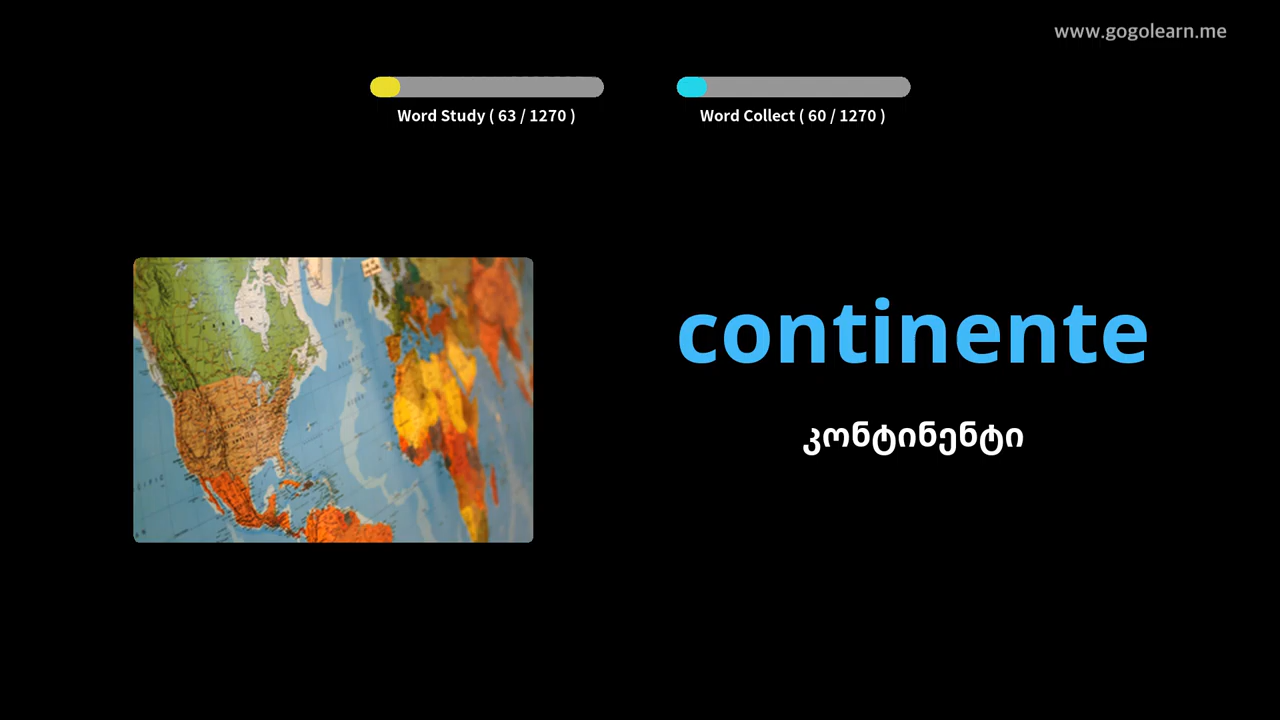 www.gogolearn.me
Word Study ( 63 / 1270 )
Word Collect ( 60 / 1270 )
continente
კონტინენტი